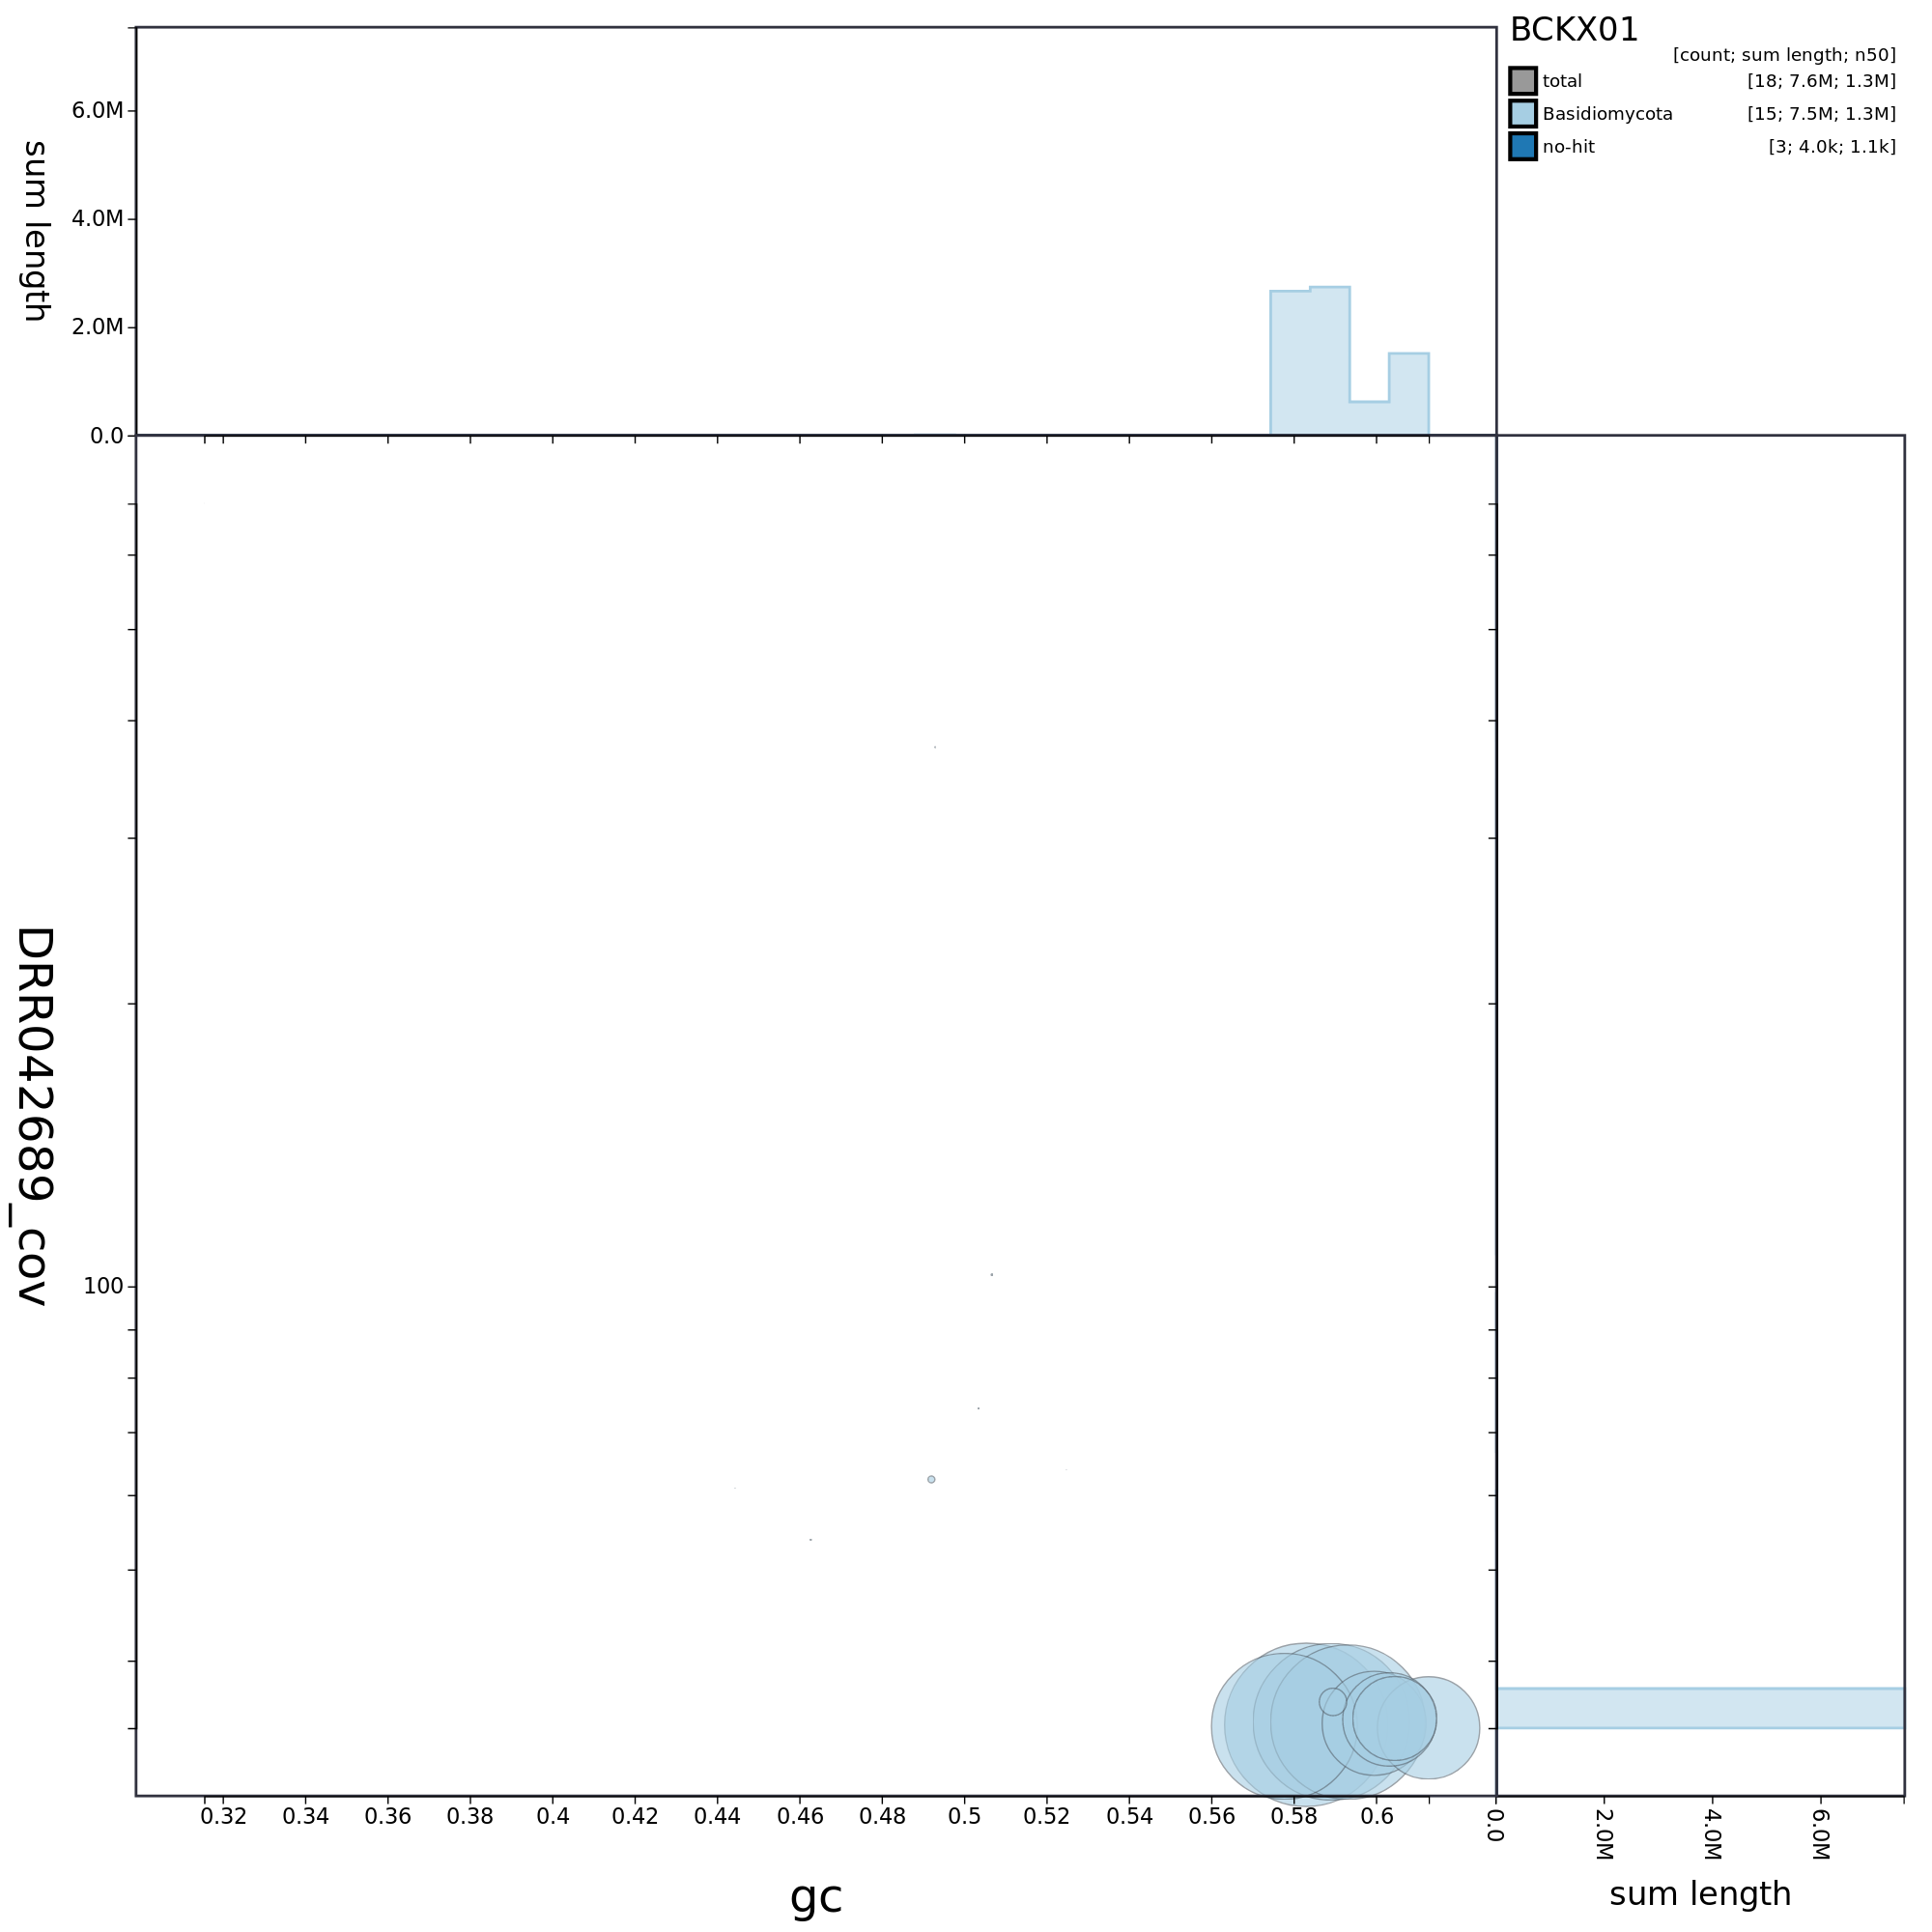 BCKX01
[count; sum length; n50]
total [18; 7.6M; 1.3M]
Basidiomycota [15; 7.5M; 1.3M]
no-hit [3; 4.0k; 1.1k]
sum length
6.0M
4.0M
2.0M
0.0
DRR042689_cov
100
0.32 0.34 0.36 0.38 0.4 0.42 0.44 0.46 0.48 0.5 0.52 0.54 0.56 0.58 0.6
gc
0.0 2.0M 4.0M 6.0M
sum length